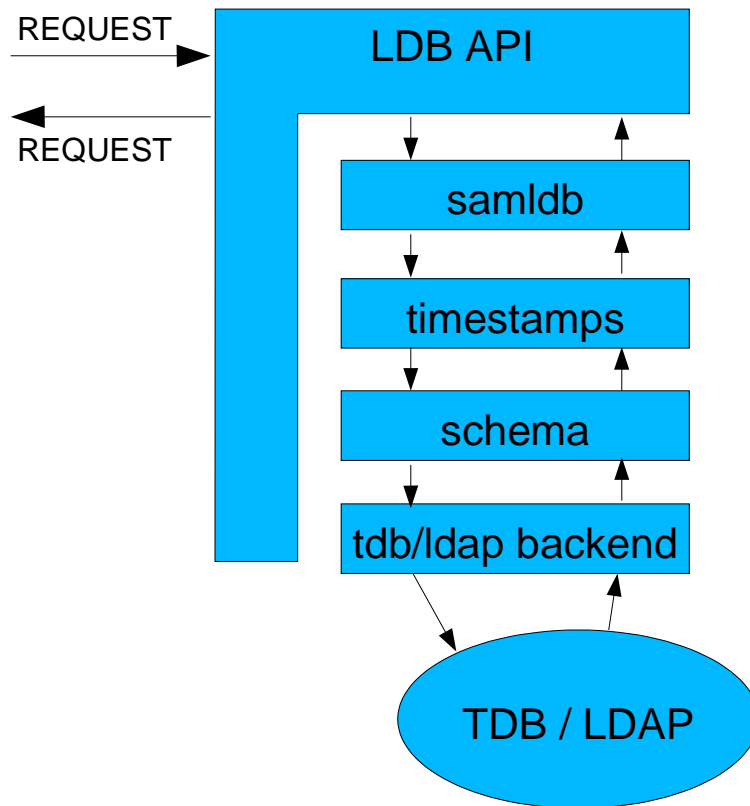 REQUEST
LDB API
REQUEST
samldb
timestamps
schema
tdb/ldap backend
TDB / LDAP